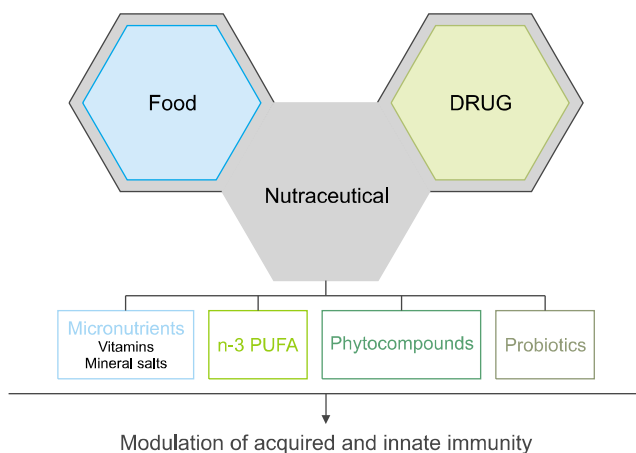 Food
DRUG
Nutraceutical
Micronutrients
Vitamins
Mineral salts
n-3 PUFA
Phytocompounds
Probiotics
Modulation of acquired and innate immunity